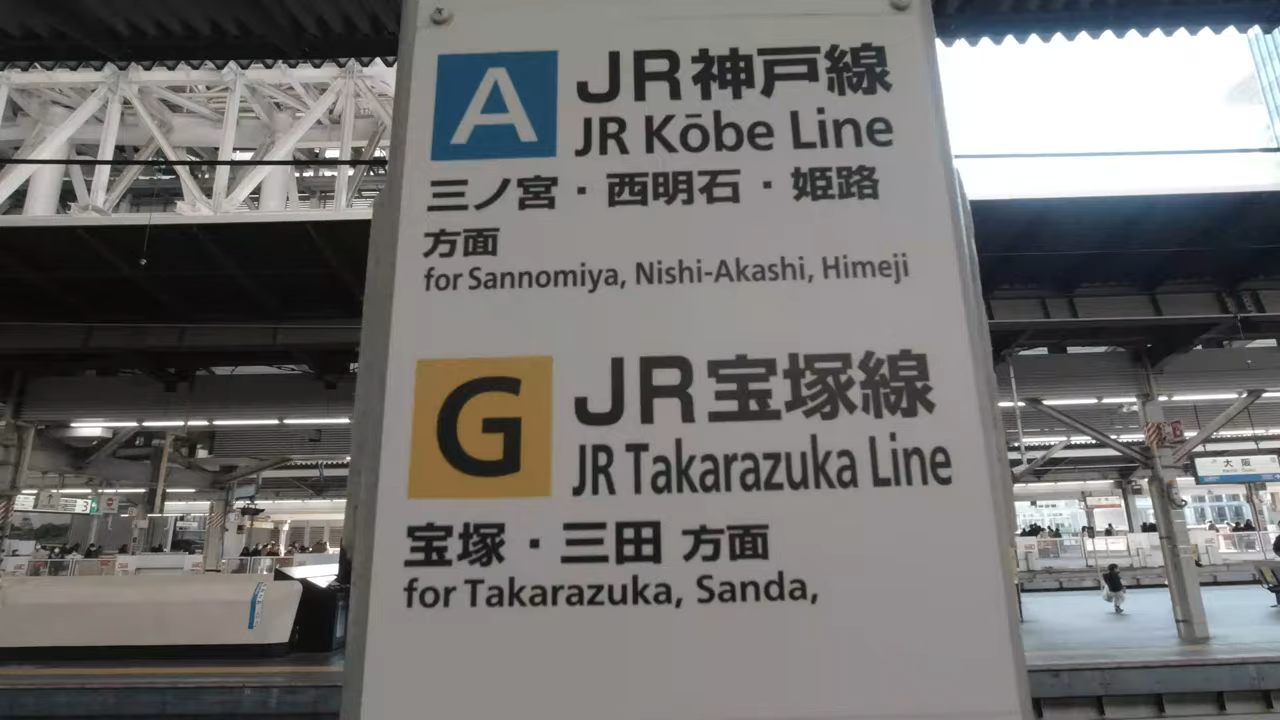 A
JR神戸線
JR Kōbe Line
三ノ宮・西明石・姫路
方面
for Sannomiya, Nishi-Akashi, Himeji
G
JR宝塚線
JR Takarazuka Line
宝塚・三田 方面
for Takarazuka, Sanda,
3
大阪